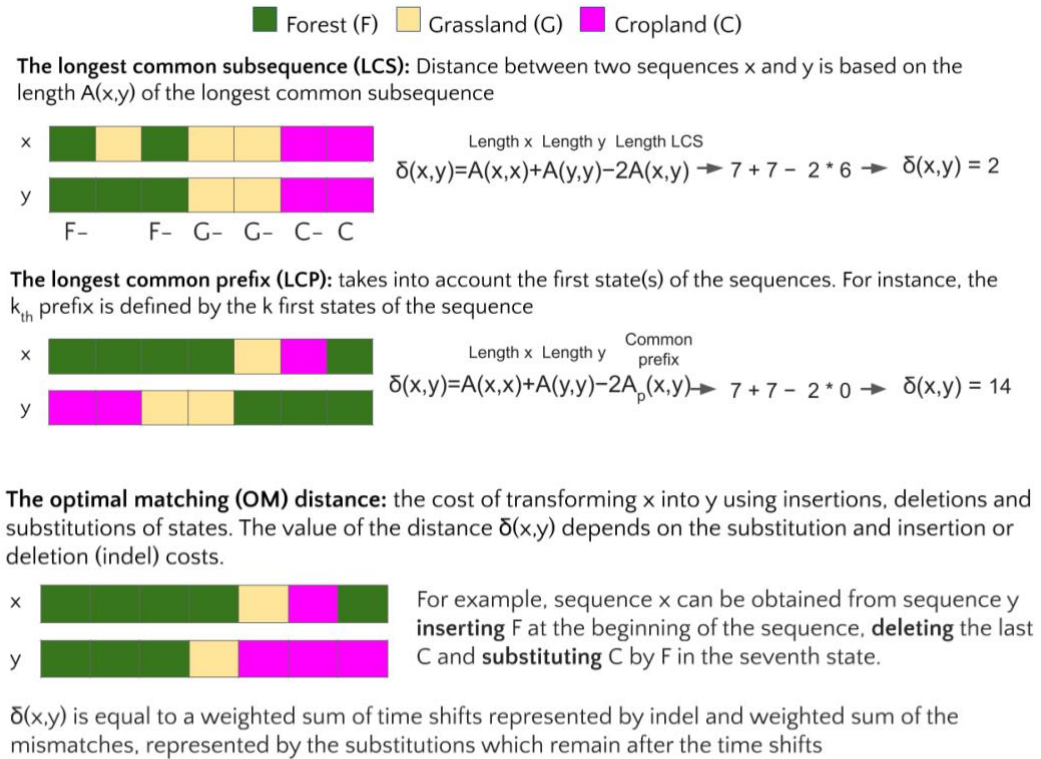 Forest (F) Grassland (G) Cropland (C)
The longest common subsequence (LCS): Distance between two sequences x and y is based on the
length A(x,y) of the longest common subsequence
x
Length x Length y Length LCS
δ(x,y)=A(x,x)+A(y,y)−2A(x,y) → 7 + 7 − 2 * 6 → δ(x,y) = 2
y
F− F− G− G− C− C
The longest common prefix (LCP): takes into account the first state(s) of the sequences. For instance, the
k_th prefix is defined by the k first states of the sequence
x
Length x Length y Common prefix
δ(x,y)=A(x,x)+A(y,y)−2A_p(x,y)→ 7 + 7 − 2 * 0 → δ(x,y) = 14
y
The optimal matching (OM) distance: the cost of transforming x into y using insertions, deletions and
substitutions of states. The value of the distance δ(x,y) depends on the substitution and insertion or
deletion (indel) costs.
x
y
For example, sequence x can be obtained from sequence y
inserting F at the beginning of the sequence, deleting the last
C and substituting C by F in the seventh state.
δ(x,y) is equal to a weighted sum of time shifts represented by indel and weighted sum of the
mismatches, represented by the substitutions which remain after the time shifts